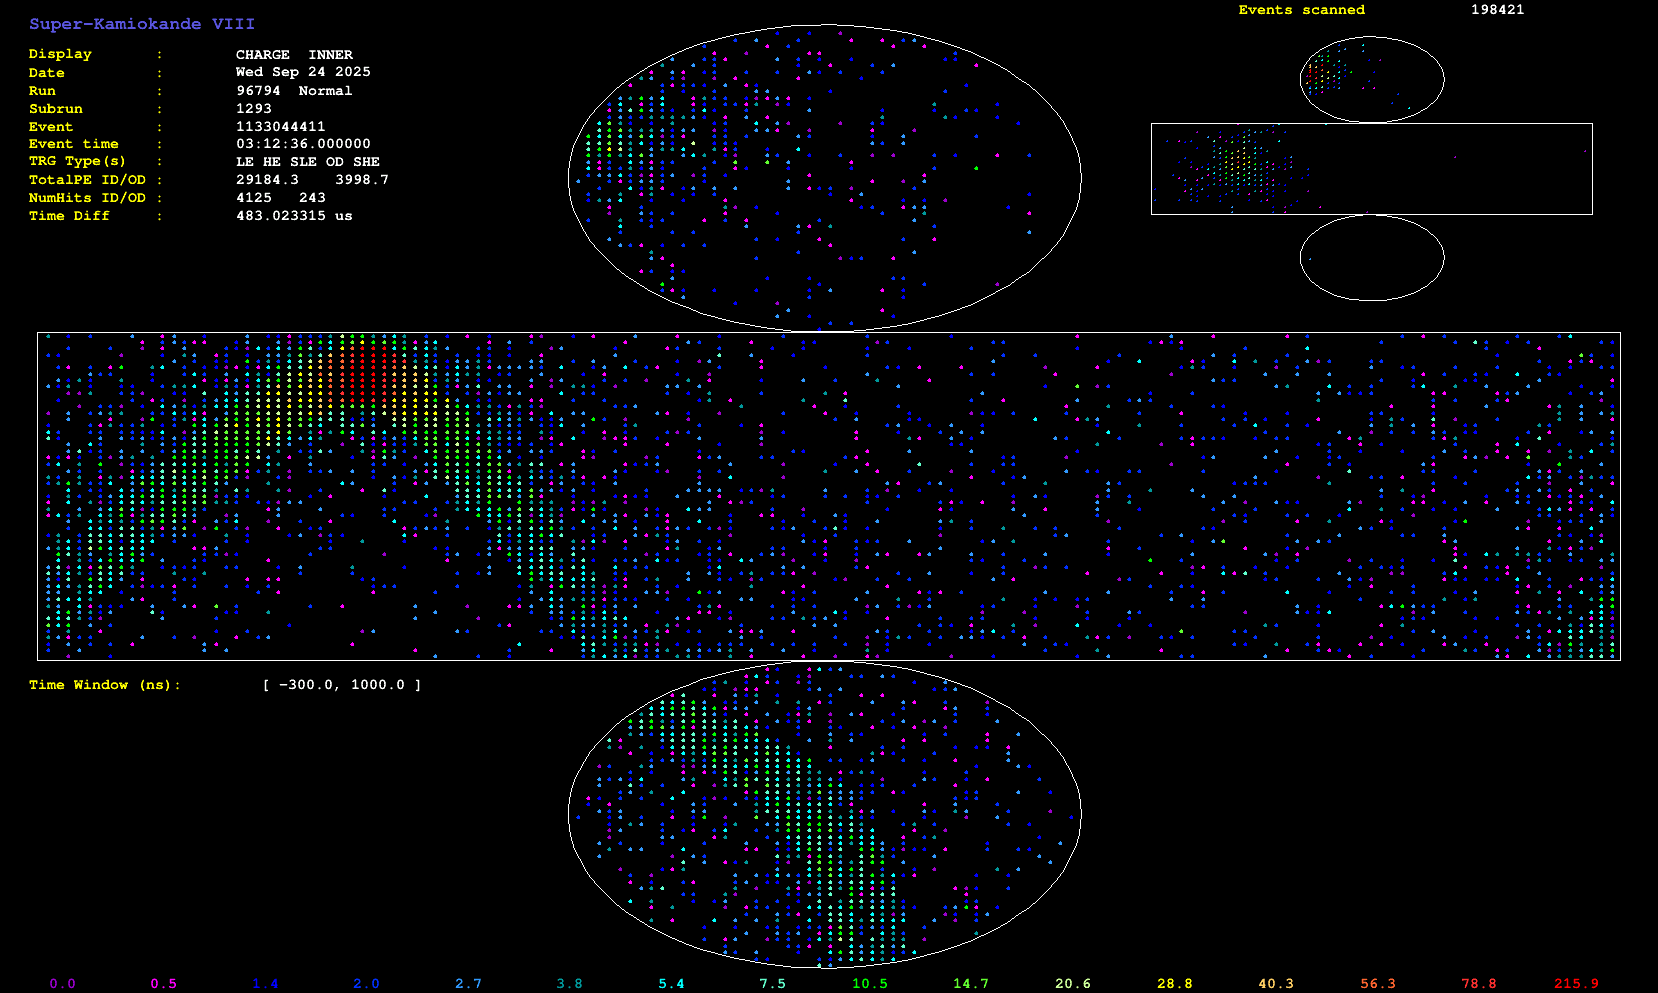 Super-Kamiokande VIII
Display : CHARGE INNER
Date : Wed Sep 24 2025
Run : 96794 Normal
Subrun : 1293
Event : 1133044411
Event time : 03:12:36.000000
TRG Type(s) : LE HE SLE OD SHE
TotalPE ID/OD : 29184.3 3998.7
NumHits ID/OD : 4125 243
Time Diff : 483.023315 us
Events scanned 198421
Time Window (ns): [ -300.0, 1000.0 ]
0.0 0.5 1.4 2.0 2.7 3.8 5.4 7.5 10.5 14.7 20.6 28.8 40.3 56.3 78.8 215.9